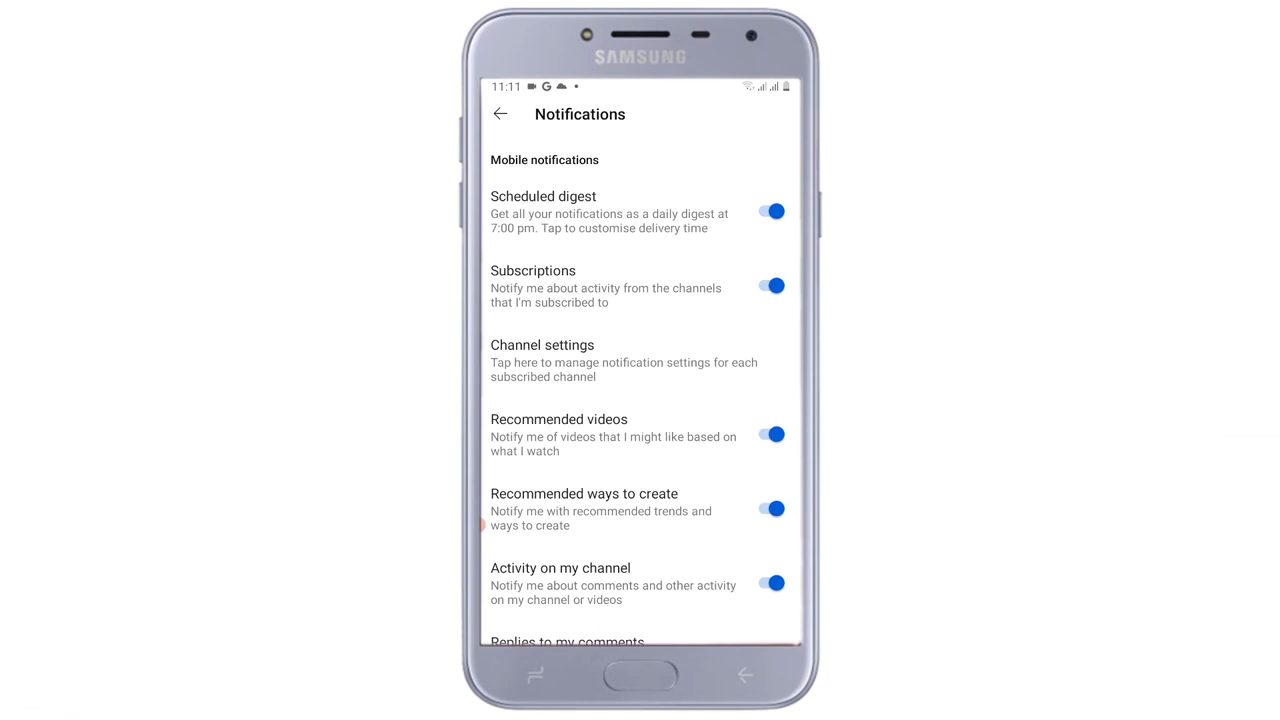 SAMSUNG
11:11
Notifications
Mobile notifications
Scheduled digest
Get all your notifications as a daily digest at
7:00 pm. Tap to customise delivery time
Subscriptions
Notify me about activity from the channels
that I'm subscribed to
Channel settings
Tap here to manage notification settings for each
subscribed channel
Recommended videos
Notify me of videos that I might like based on
what I watch
Recommended ways to create
Notify me with recommended trends and
ways to create
Activity on my channel
Notify me about comments and other activity
on my channel or videos
Replies to my comments